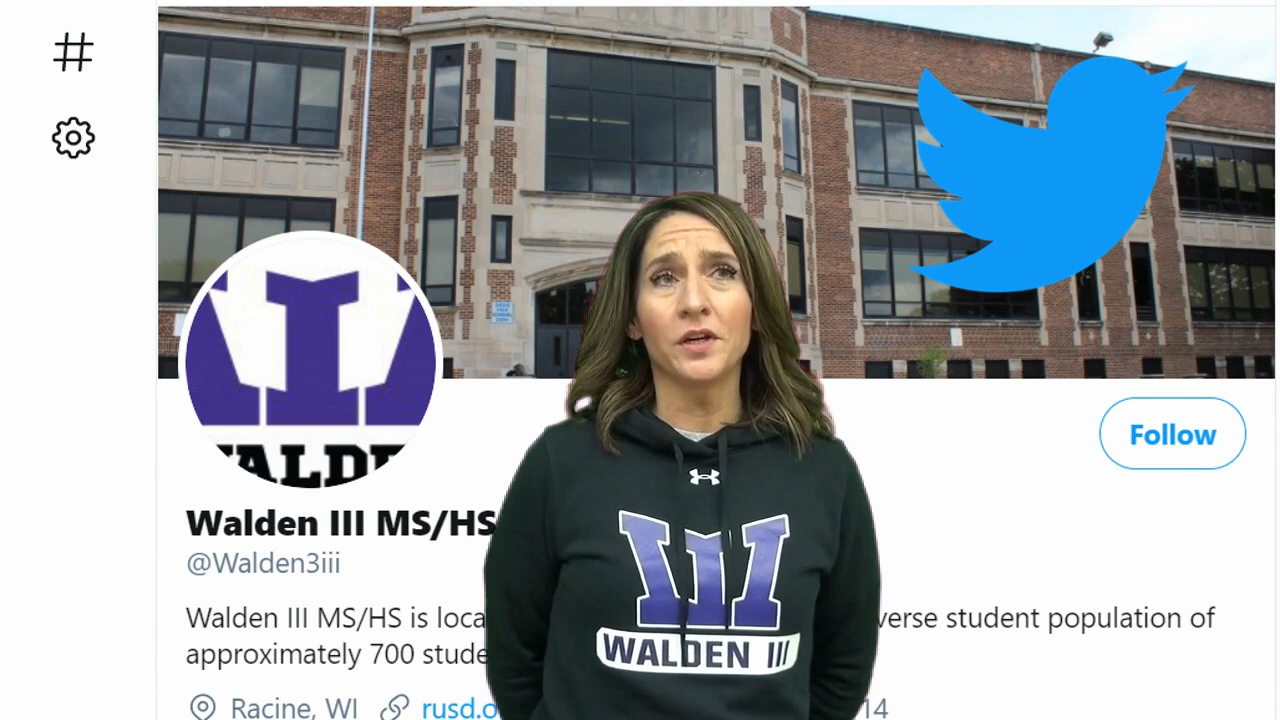 #
Follow
Walden III MS/HS
@Walden3iii
Walden III MS/HS is loca verse student population of
approximately 700 stude
Racine, WI rusd.o 14
WALDEN III